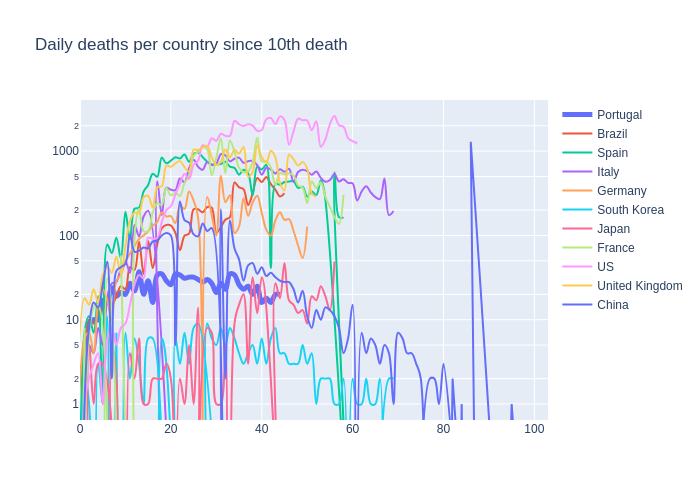 Daily deaths per country since 10th death
2
1000
5
2
100
5
2
10
5
2
1
0
20
40
60
80
100
Portugal
Brazil
Spain
Italy
Germany
South Korea
Japan
France
US
United Kingdom
China